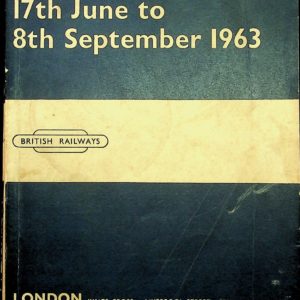 17th June to
8th September 1963
BRITISH RAILWAYS
LONDON